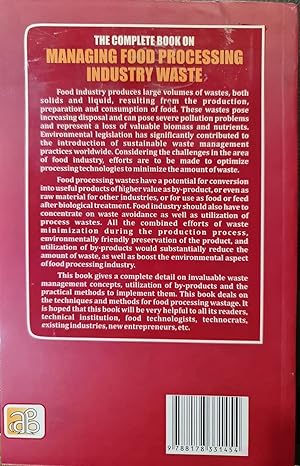 THE COMPLETE BOOK ON
MANAGING FOOD PROCESSING
INDUSTRY WASTE
Food industry produces large volumes of wastes, both
solids and liquid, resulting from the production,
preparation and consumption of food. These wastes pose
increasing disposal and can pose severe pollution problems
and represent a loss of valuable biomass and nutrients.
Environmental legislation has significantly contributed to
the introduction of sustainable waste management
practices worldwide. Considering the challenges in the area
of food industry, efforts are to be made to optimize
processing technologies to minimize the amount of waste.
Food processing wastes have a potential for conversion
into useful products of higher value as by-product, or even as
raw material for other industries, or for use as food or feed
after biological treatment. Food industry should also have to
concentrate on waste avoidance as well as utilization of
process wastes. All the combined efforts of waste
minimization during the production process,
environmentally friendly preservation of the product, and
utilization of by-products would substantially reduce the
amount of waste, as well as boost the environmental aspect
of food processing industry.
This book gives a complete detail on invaluable waste
management concepts, utilization of by-products and the
practical methods to implement them. This book deals on
the techniques and methods for food processing wastage. It
is hoped that this book will be very helpful to all its readers,
technical institution, food technologists, technocrats,
existing industries, new entrepreneurs, etc.
9 788178 331454